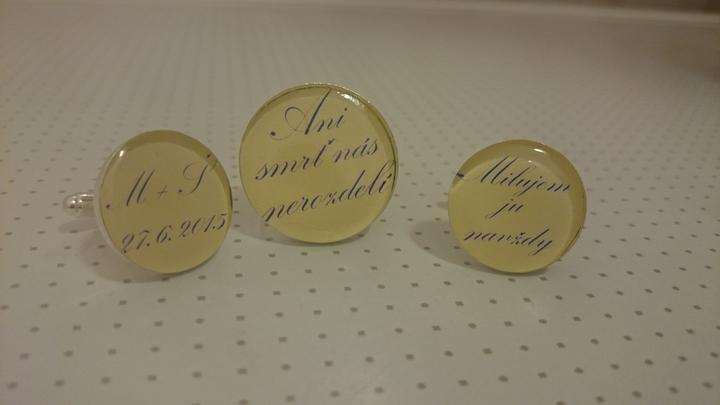 M + Š
27.6.2015
Ani
smrť nás
nerozdelí
Milujem
ju
navždy